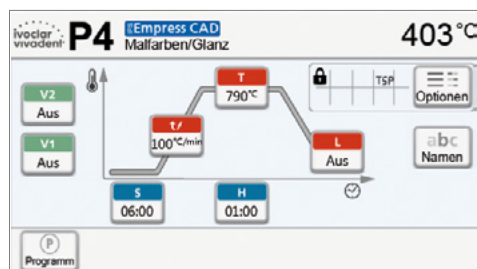 ivoclar
vivadent
P4
IPS Empress CAD
Malfarben/Glanz
403°C
V2
Aus
T
790°C
TSP
Optionen
t↗
100°C/min
V1
Aus
L
Aus
abc
Namen
S
06:00
H
01:00
P
Programm